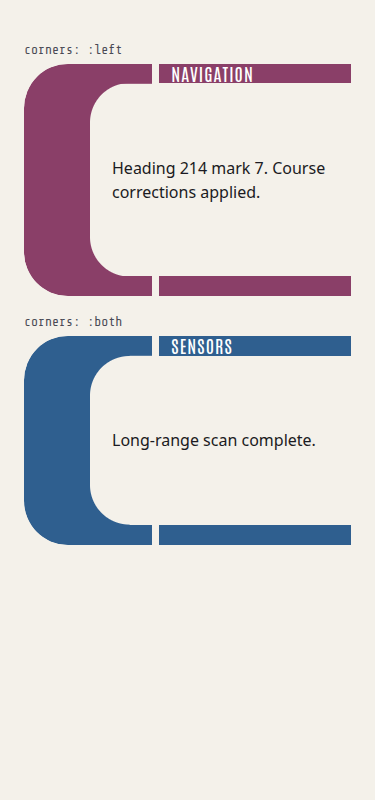 corners: :left
NAVIGATION
Heading 214 mark 7. Course
corrections applied.
corners: :both
SENSORS
Long-range scan complete.